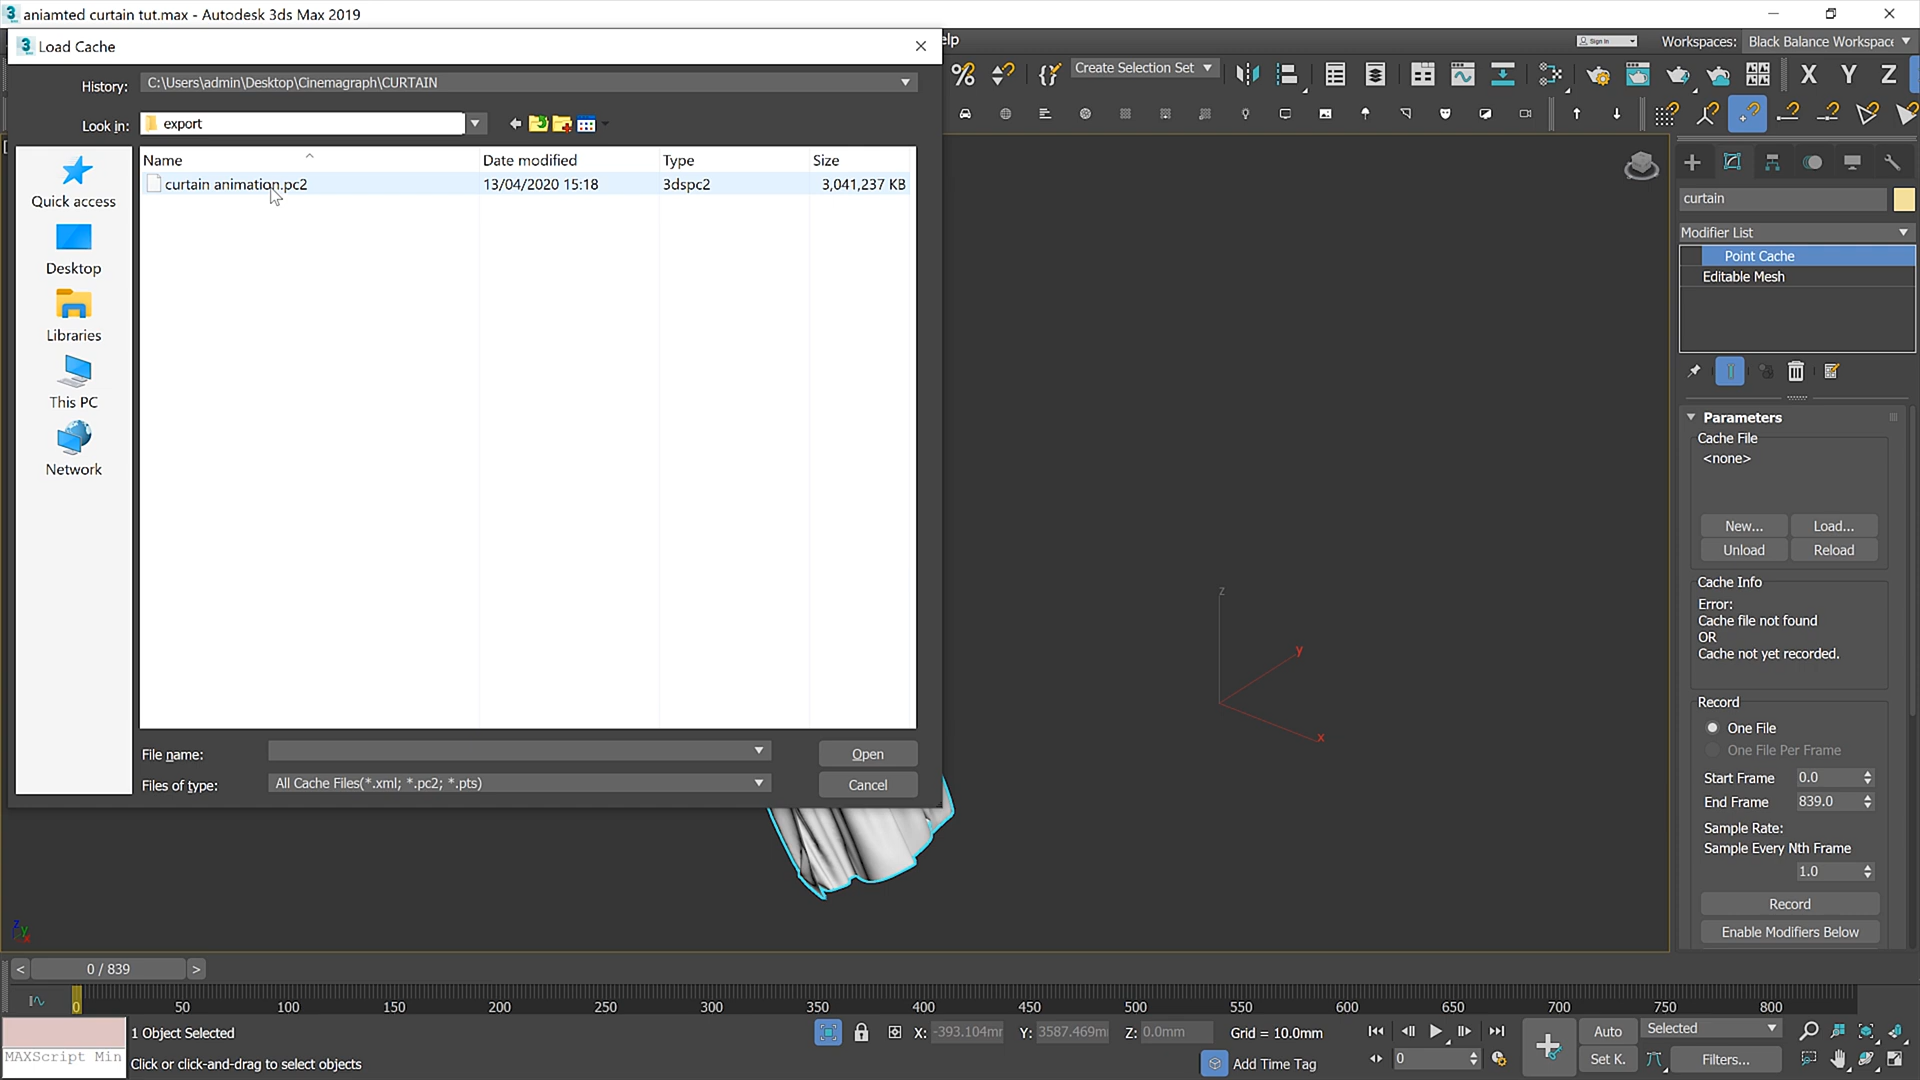 aniamted curtain tut.max - Autodesk 3ds Max 2019
Load Cache
elp
Sign In
Workspaces: Black Balance Workspace
History: C:\Users\admin\Desktop\Cinemagraph\CURTAIN
Create Selection Set
X Y Z
Look in: export
Name Date modified Type Size
curtain animation.pc2 13/04/2020 15:18 3dspc2 3,041,237 KB
Quick access
Desktop
Libraries
This PC
Network
File name: Open
Files of type: All Cache Files(*.xml; *.pc2; *.pts) Cancel
curtain
Modifier List
Point Cache
Editable Mesh
Parameters
Cache File
<none>
New... Load...
Unload Reload
Cache Info
Error:
Cache file not found
OR
Cache not yet recorded.
Record
One File
One File Per Frame
Start Frame 0.0
End Frame 839.0
Sample Rate:
Sample Every Nth Frame
1.0
Record
Enable Modifiers Below
z
y
x
z
y
x
< 0 / 839 >
0 50 100 150 200 250 300 350 400 450 500 550 600 650 700 750 800
1 Object Selected
X: -393.104mr Y: 3587.469m Z: 0.0mm Grid = 10.0mm
Auto Selected
MAXScript Min
Click or click-and-drag to select objects
Add Time Tag
0
Set K. Filters...